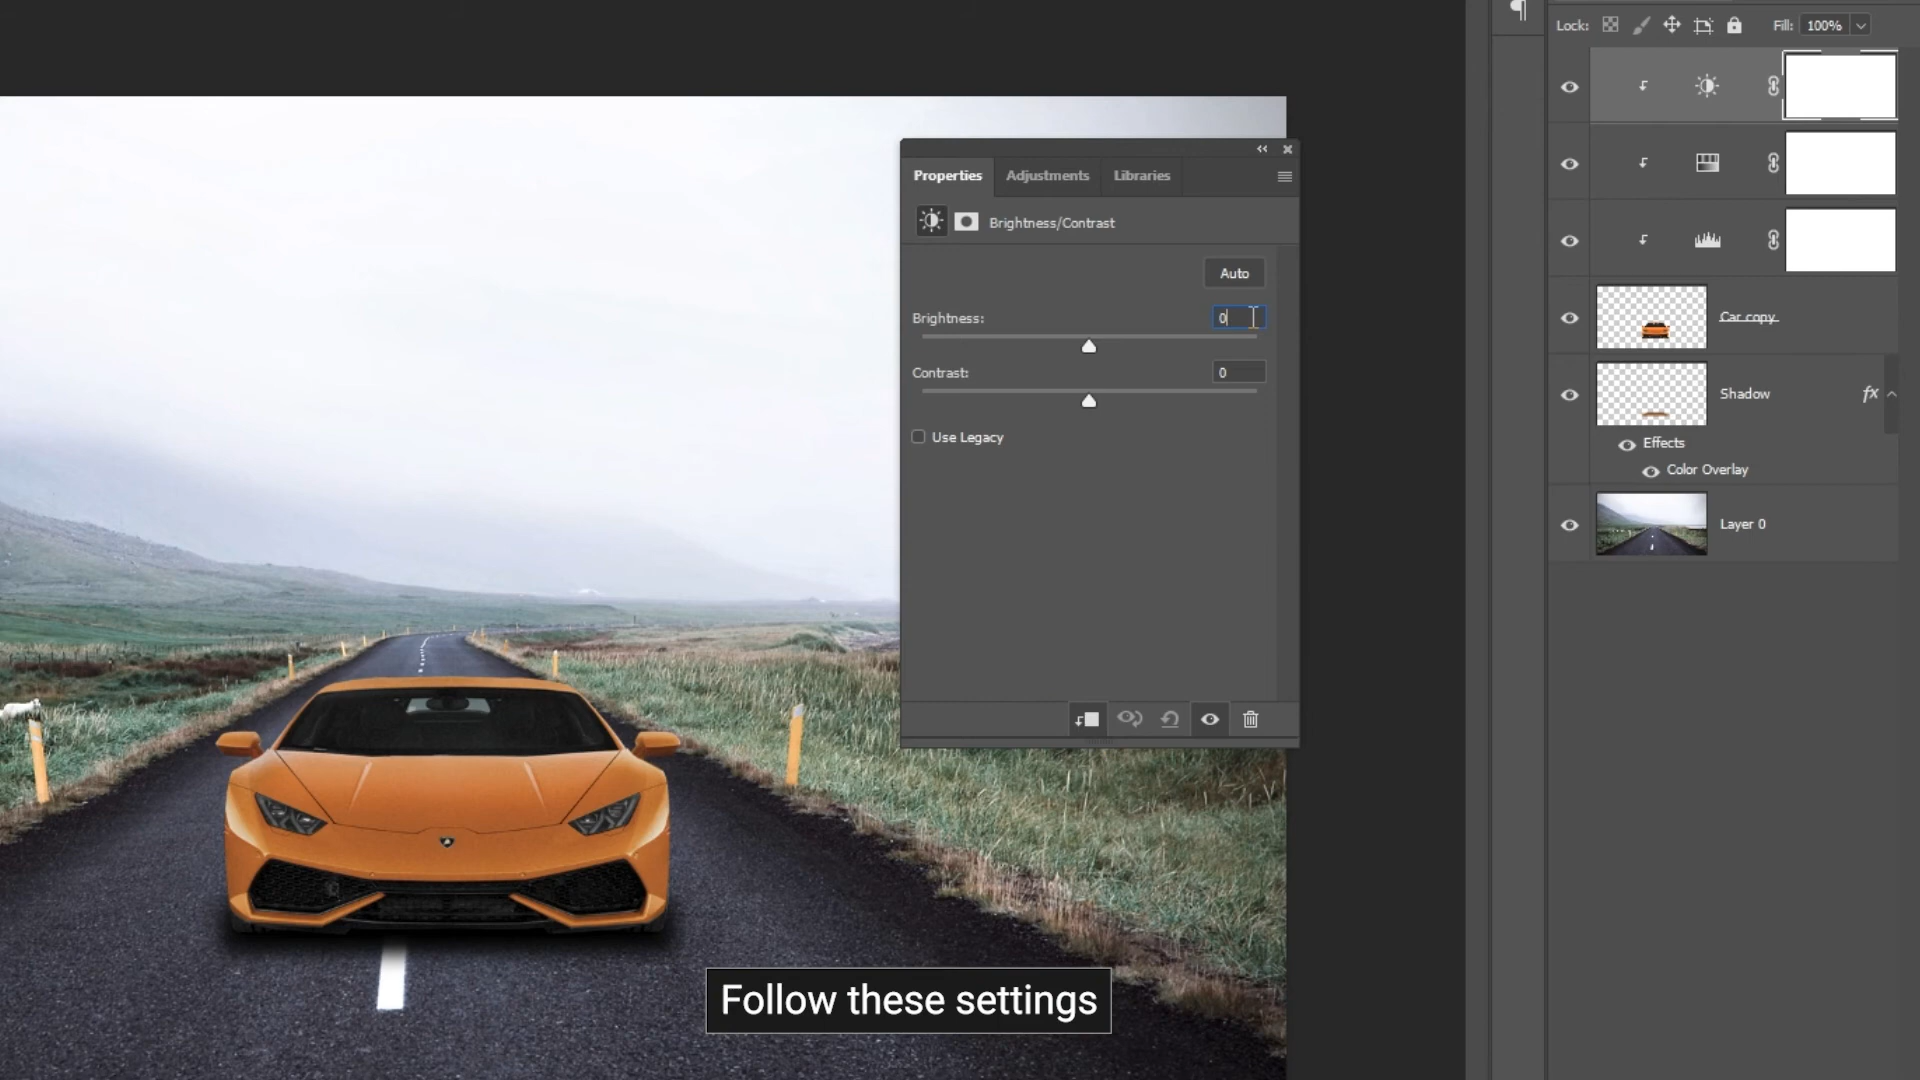 Lock:
Fill: 100%
Properties
Adjustments
Libraries
Brightness/Contrast
Auto
Brightness:
0
Contrast:
0
Use Legacy
Car copy
Shadow
fx
Effects
Color Overlay
Layer 0
Follow these settings